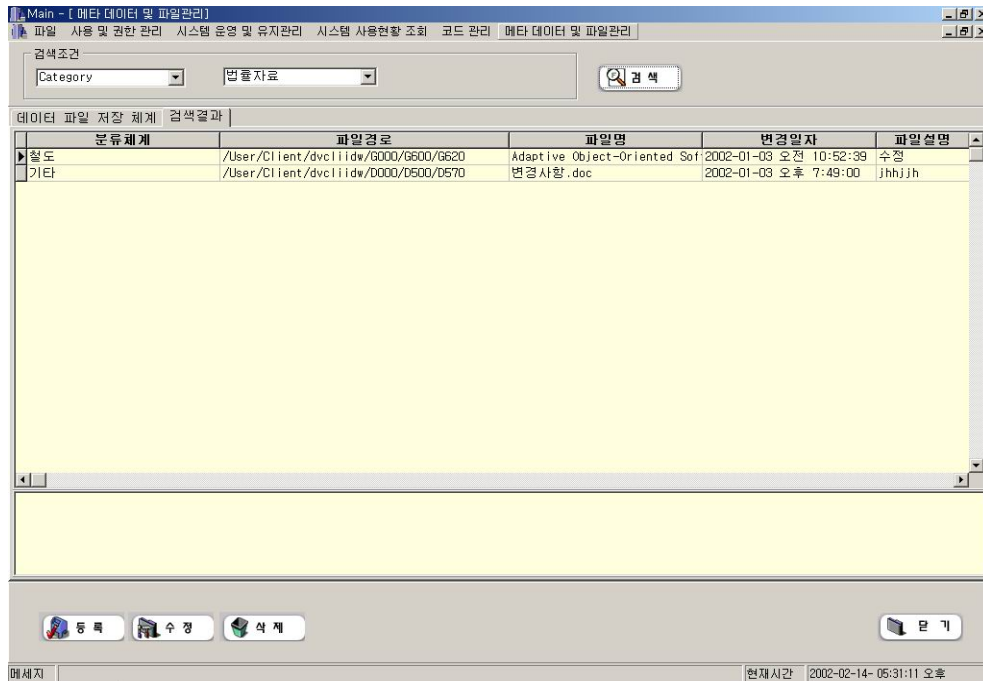 Main - [ 메타 데이터 및 파일관리]
파일 사용 및 권한 관리 시스템 운영 및 유지관리 시스템 사용현황 조회 코드 관리 메타 데이터 및 파일관리
검색조건
Category 법률자료 검 색
데이터 파일 저장 체계 검색결과
분류체계 파일경로 파일명 변경일자 파일설명
철도 /User/Client/dvcliidw/G000/G600/G620 Adaptive Object-Oriented Sof 2002-01-03 오전 10:52:39 수정
기타 /User/Client/dvcliidw/D000/D500/D570 변경사항.doc 2002-01-03 오후 7:49:00 jhhjjh
등 록 수 정 삭 제 닫 기
메세지 현재시간 2002-02-14- 05:31:11 오후